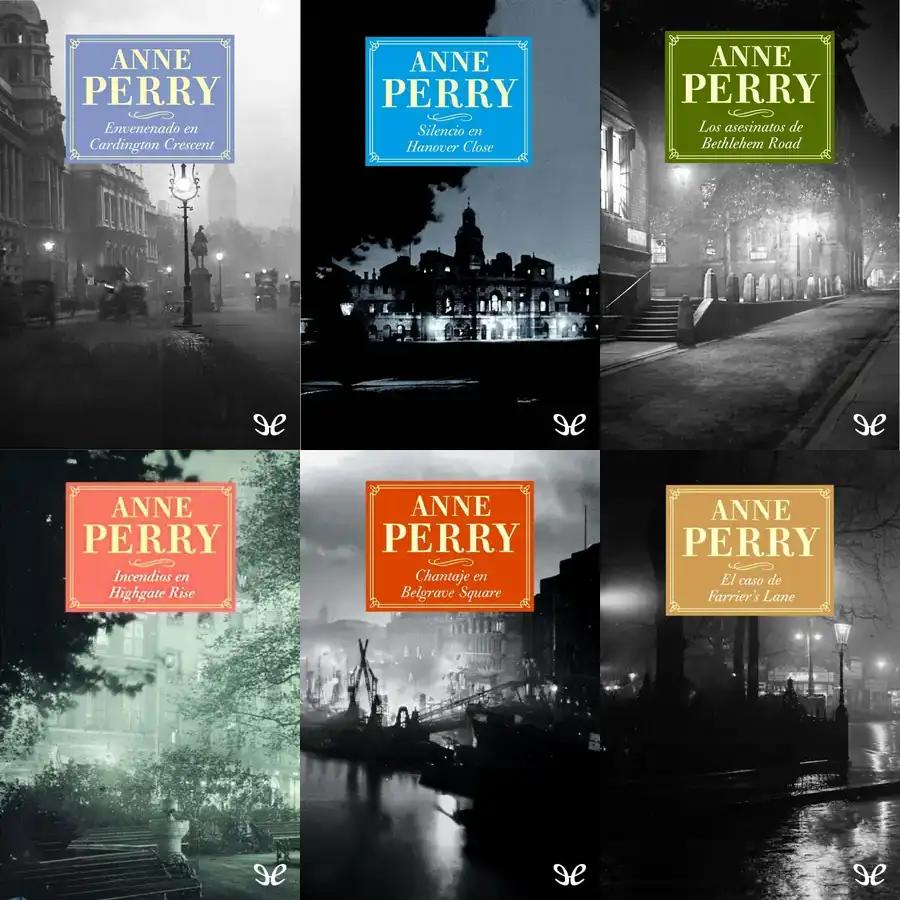 ANNE
PERRY
Envenenado en
Cardington Crescent
ANNE
PERRY
Silencio en
Hanover Close
ANNE
PERRY
Los asesinatos de
Bethlehem Road
ANNE
PERRY
Incendios en
Highgate Rise
ANNE
PERRY
Chantaje en
Belgrave Square
ANNE
PERRY
El caso de
Farrier's Lane